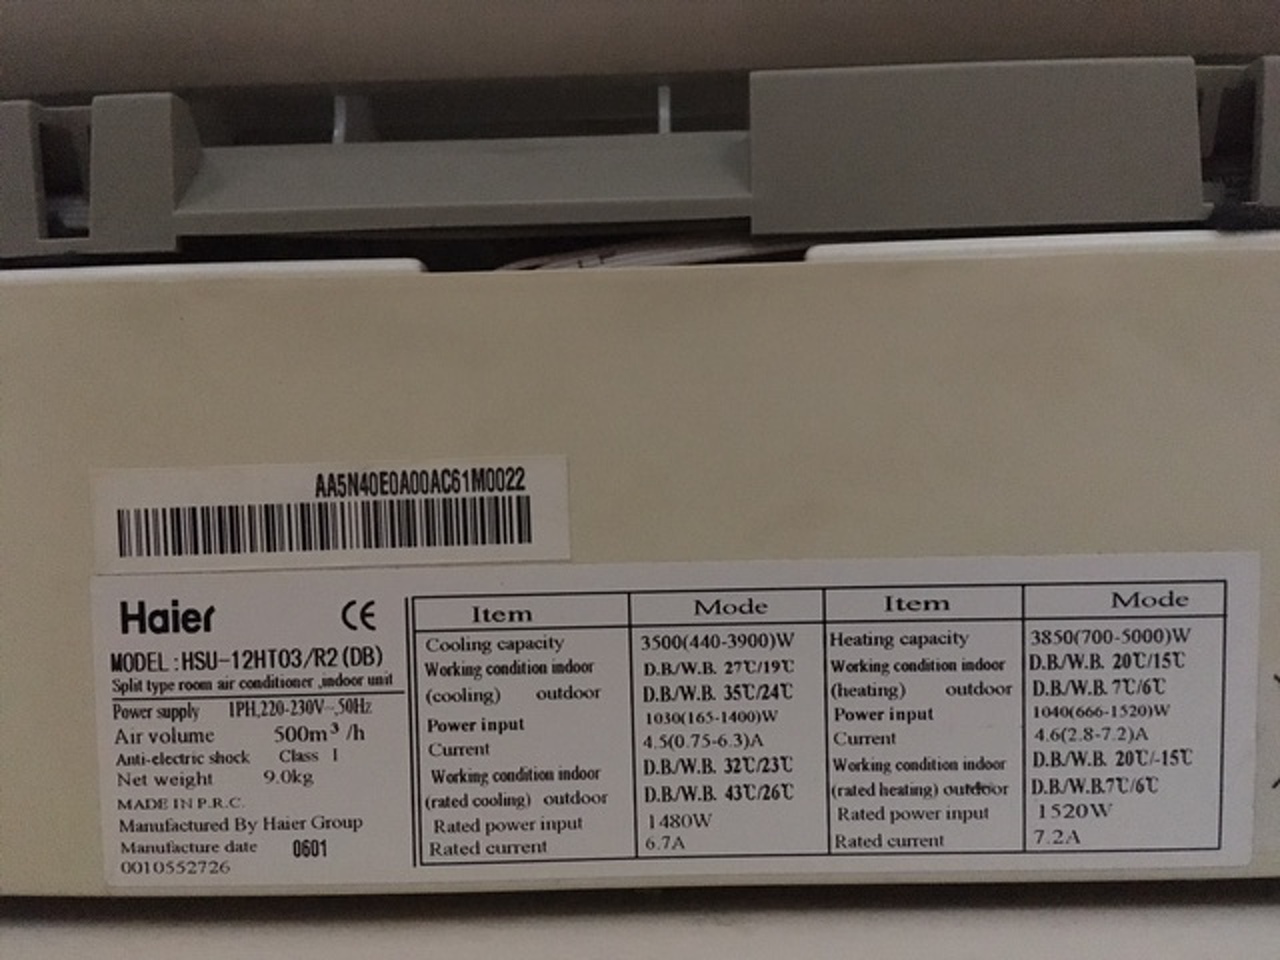 AA5N40E0A00AC61M0022
Haier CE
MODEL:HSU-12HT03/R2(DB)
Split type room air conditioner ,indoor unit
Power supply 1PH,220-230V~,50Hz
Air volume 500m³/h
Anti-electric shock Class I
Net weight 9.0kg
MADE IN P.R.C.
Manufactured By Haier Group
Manufacture date 0601
0010552726
Item Mode Item Mode
Cooling capacity 3500(440-3900)W Heating capacity 3850(700-5000)W
Working condition indoor D.B./W.B. 27℃/19℃ Working condition indoor D.B./W.B. 20℃/15℃
(cooling) outdoor D.B./W.B. 35℃/24℃ (heating) outdoor D.B./W.B. 7℃/6℃
Power input 1030(165-1400)W Power input 1040(666-1520)W
Current 4.5(0.75-6.3)A Current 4.6(2.8-7.2)A
Working condition indoor D.B./W.B. 32℃/23℃ Working condition indoor D.B./W.B. 20℃/-15℃
(rated cooling) outdoor D.B./W.B. 43℃/26℃ (rated heating) outdoor D.B./W.B.7℃/6℃
Rated power input 1480W Rated power input 1520W
Rated current 6.7A Rated current 7.2A